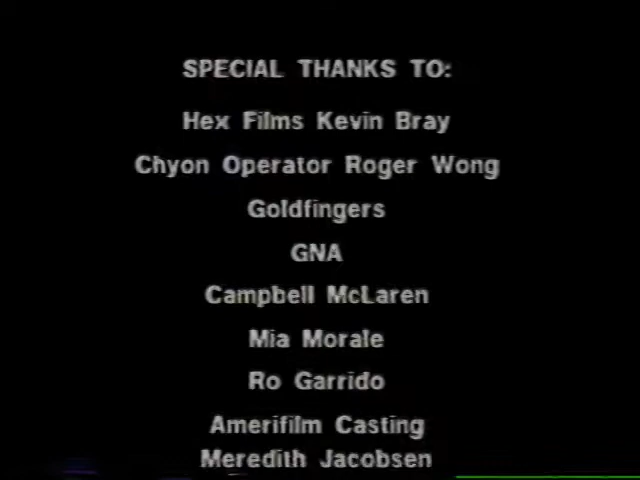 SPECIAL THANKS TO:
Hex Films Kevin Bray
Chyon Operator Roger Wong
Goldfingers
GNA
Campbell McLaren
Mia Morale
Ro Garrido
Amerifilm Casting
Meredith Jacobsen